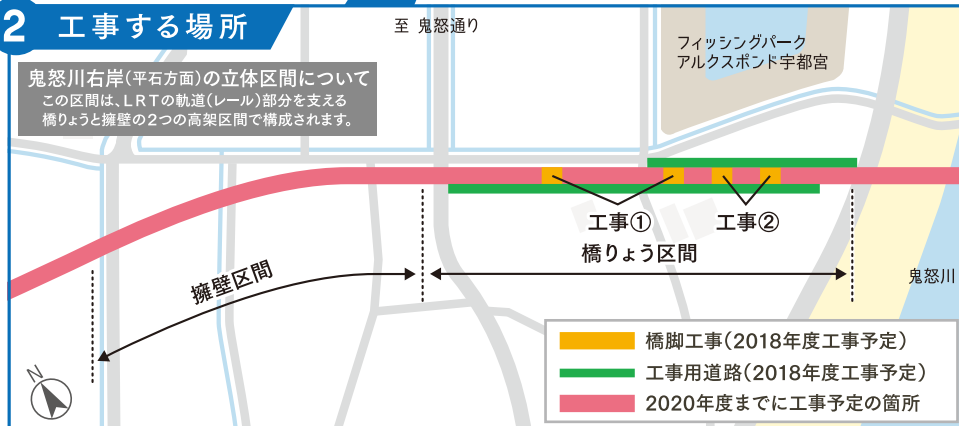 2 工事する場所
至 鬼怒通り
フィッシングパーク
アルクスポンド宇都宮
鬼怒川右岸(平石方面)の立体区間について
この区間は、LRTの軌道(レール)部分を支える
橋りょうと擁壁の2つの高架区間で構成されます。
工事①
工事②
橋りょう区間
擁壁区間
鬼怒川
N
橋脚工事(2018年度工事予定)
工事用道路(2018年度工事予定)
2020年度までに工事予定の箇所